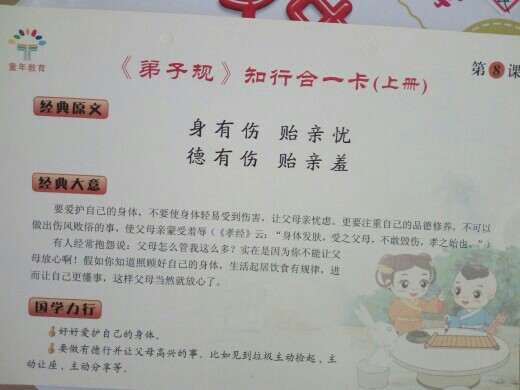 童年教育
《弟子规》知行合一卡(上册)
第8课
经典原文
身有伤 贻亲忧
德有伤 贻亲羞
经典大意
要爱护自己的身体，不要使身体轻易受到伤害，让父母亲忧虑。更要注重自己的品德修养，不可以
做出伤风败俗的事，使父母亲蒙受羞辱（《孝经》云：“身体发肤，受之父母，不敢毁伤，孝之始也。”）
有人经常抱怨说：父母怎么管我这么多？实在是因为你不能让父
母放心啊！假如你知道照顾好自己的身体，生活起居饮食有规律，进
而让自己更懂事，这样父母当然就放心了。
国学力行
好好爱护自己的身体。
要做有德行并让父母高兴的事，比如见到垃圾主动捡起、主
动让座、主动分享等。